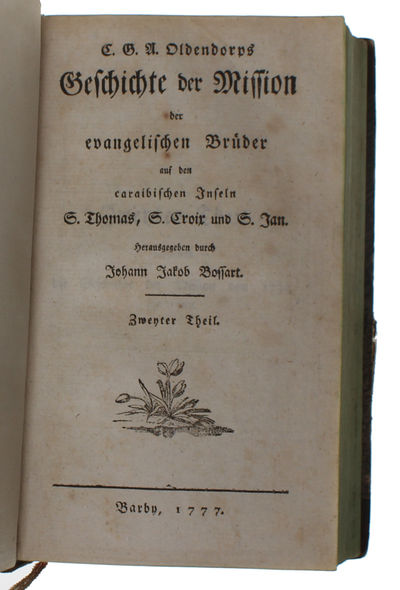 C. G. A. Oldendorps
Geschichte der Mission
der
evangelischen Brüder
auf den
caraibischen Inseln
S. Thomas, S. Croix und S. Jan.
Herausgegeben durch
Johann Jakob Bossart.
Zweyter Theil.
Barby, 1777.